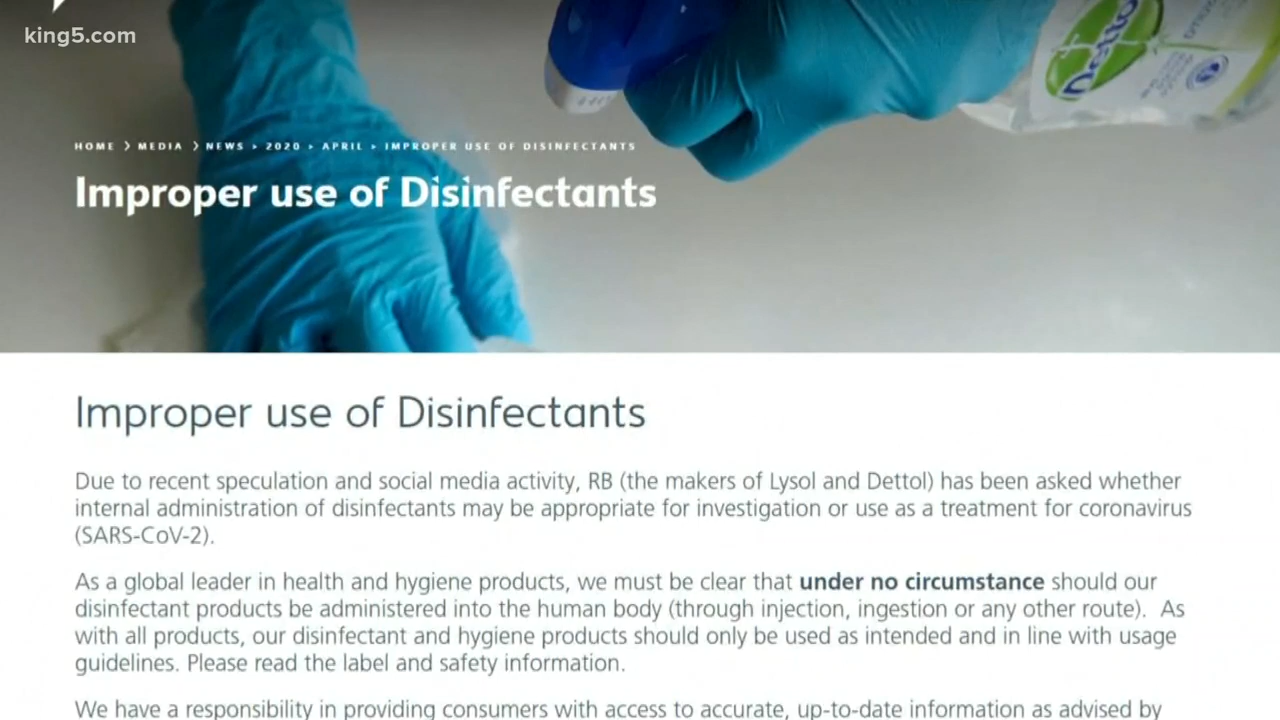 king5.com
Dettol
HOME > MEDIA > NEWS > 2020 > APRIL > IMPROPER USE OF DISINFECTANTS
Improper use of Disinfectants
Improper use of Disinfectants
Due to recent speculation and social media activity, RB (the makers of Lysol and Dettol) has been asked whether
internal administration of disinfectants may be appropriate for investigation or use as a treatment for coronavirus
(SARS-CoV-2).
As a global leader in health and hygiene products, we must be clear that under no circumstance should our
disinfectant products be administered into the human body (through injection, ingestion or any other route).  As
with all products, our disinfectant and hygiene products should only be used as intended and in line with usage
guidelines. Please read the label and safety information.
We have a responsibility in providing consumers with access to accurate, up-to-date information as advised by